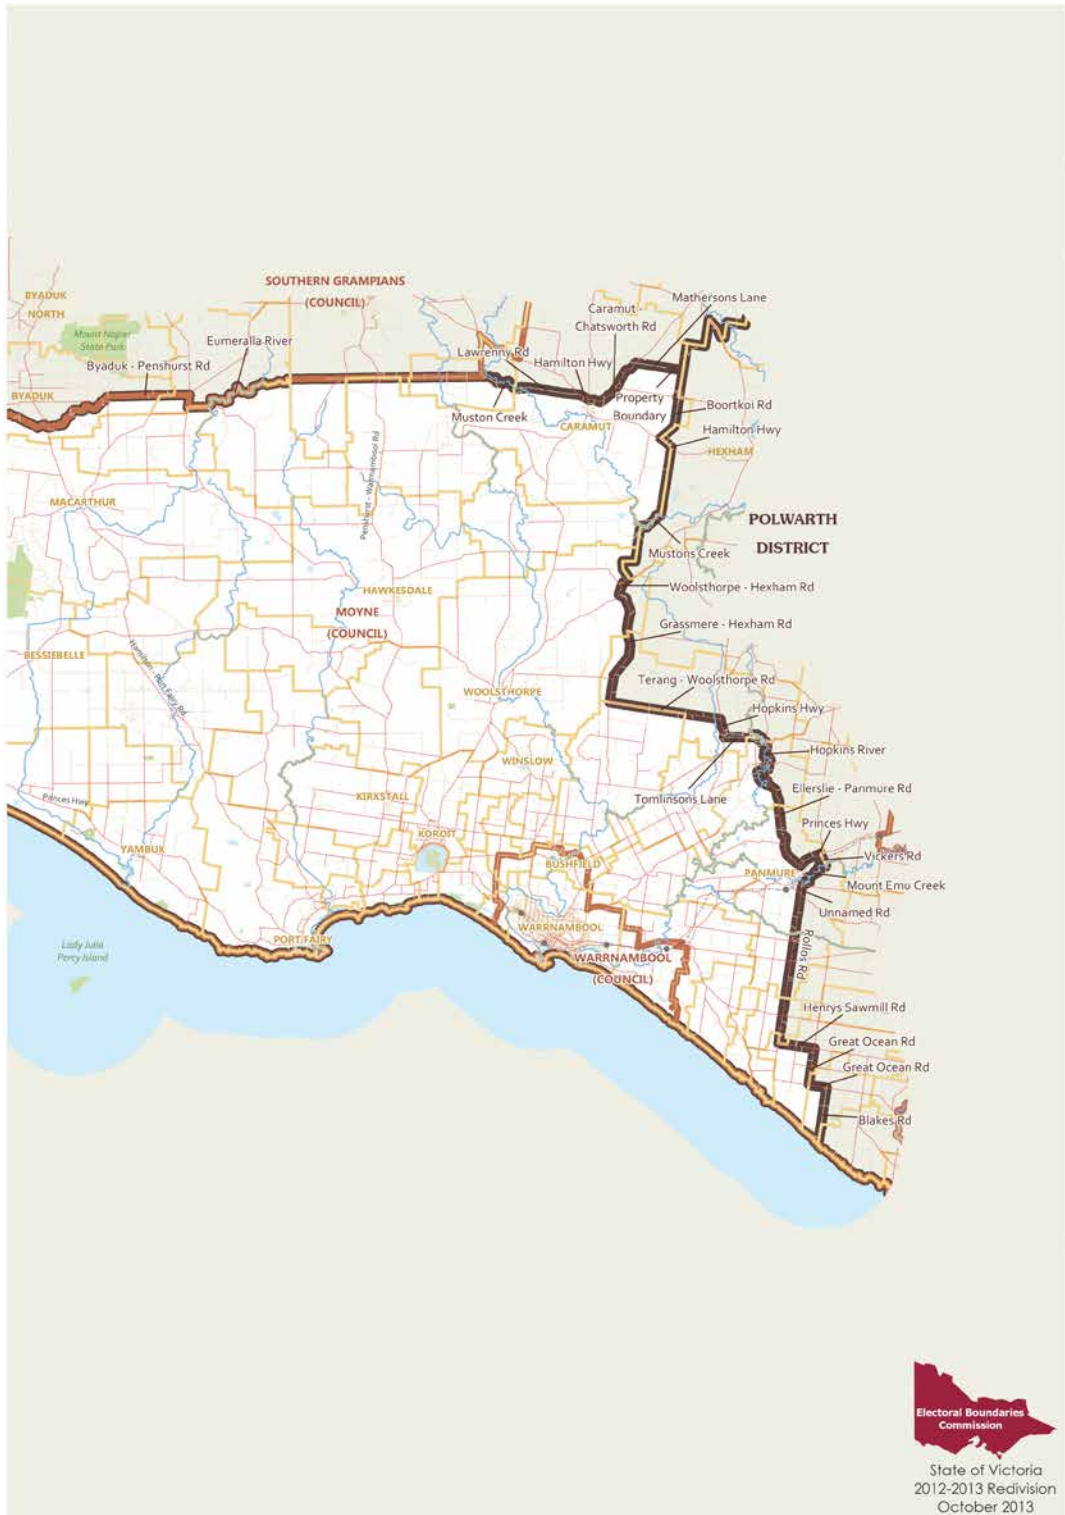 SOUTHERN GRAMPIANS
(COUNCIL)
BYADUK
NORTH
Mathersons Lane
Caramut -
Chatsworth Rd
Mount Napier
State Park
Eumeralla River
Lawrenny Rd
Hamilton Hwy
Byaduk - Penshurst Rd
BYADUK
Property
Boundary
Boortkoi Rd
Muston Creek
CARAMUT
Hamilton Hwy
HEXHAM
Penshurst - Warrnambool Rd
MACARTHUR
POLWARTH
DISTRICT
Mustons Creek
HAWKESDALE
Woolsthorpe - Hexham Rd
MOYNE
(COUNCIL)
Grassmere - Hexham Rd
BESSIEBELLE
Hamilton - Port Fairy Rd
Terang - Woolsthorpe Rd
WOOLSTHORPE
Hopkins Hwy
Hopkins River
WINSLOW
Ellerslie - Panmure Rd
Tomlinsons Lane
KIRKSTALL
Princes Hwy
Princes Hwy
KOROIT
YAMBUK
Vickers Rd
BUSHFIELD
PANMURE
Mount Emu Creek
Unnamed Rd
WARRNAMBOOL
PORT FAIRY
Lady Julia
Percy Island
WARRNAMBOOL
(COUNCIL)
Rollos Rd
Henrys Sawmill Rd
Great Ocean Rd
Great Ocean Rd
Blakes Rd
Electoral Boundaries
Commission
State of Victoria
2012-2013 Redivision
October 2013